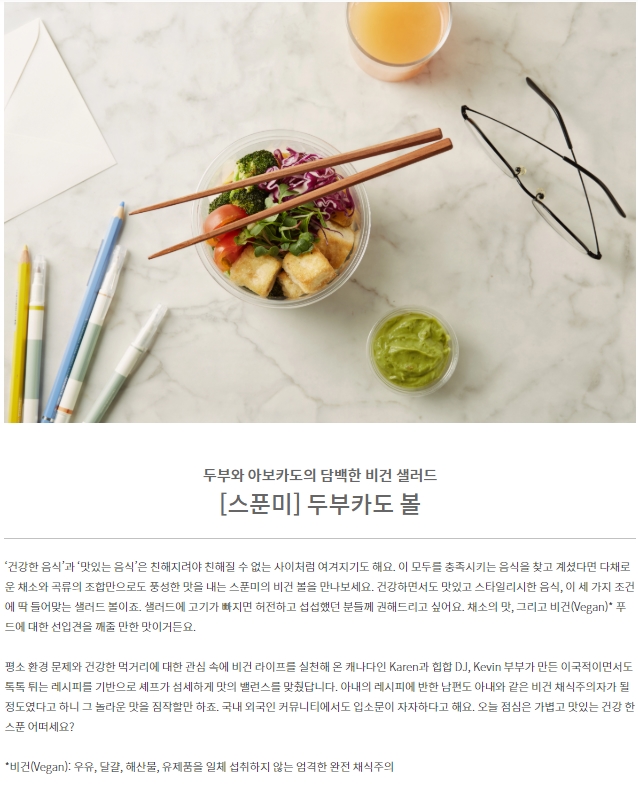 두부와 아보카도의 담백한 비건 샐러드
[스푼미] 두부카도 볼
‘건강한 음식’과 ‘맛있는 음식’은 친해지려야 친해질 수 없는 사이처럼 여겨지기도 해요. 이 모두를 충족시키는 음식을 찾고 계셨다면 다채로
운 채소와 곡류의 조합만으로도 풍성한 맛을 내는 스푼미의 비건 볼을 만나보세요. 건강하면서도 맛있고 스타일리시한 음식, 이 세 가지 조건
에 딱 들어맞는 샐러드 볼이죠. 샐러드에 고기가 빠지면 허전하고 섭섭했던 분들께 권해드리고 싶어요. 채소의 맛, 그리고 비건(Vegan)* 푸
드에 대한 선입견을 깨줄 만한 맛이거든요.
평소 환경 문제와 건강한 먹거리에 대한 관심 속에 비건 라이프를 실천해 온 캐나다인 Karen과 힙합 DJ, Kevin 부부가 만든 이국적이면서도
톡톡 튀는 레시피를 기반으로 셰프가 섬세하게 맛의 밸런스를 맞췄답니다. 아내의 레시피에 반한 남편도 아내와 같은 비건 채식주의자가 될
정도였다고 하니 그 놀라운 맛을 짐작할만 하죠. 국내 외국인 커뮤니티에서도 입소문이 자자하다고 해요. 오늘 점심은 가볍고 맛있는 건강 한
스푼 어떠세요?
*비건(Vegan): 우유, 달걀, 해산물, 유제품을 일체 섭취하지 않는 엄격한 완전 채식주의